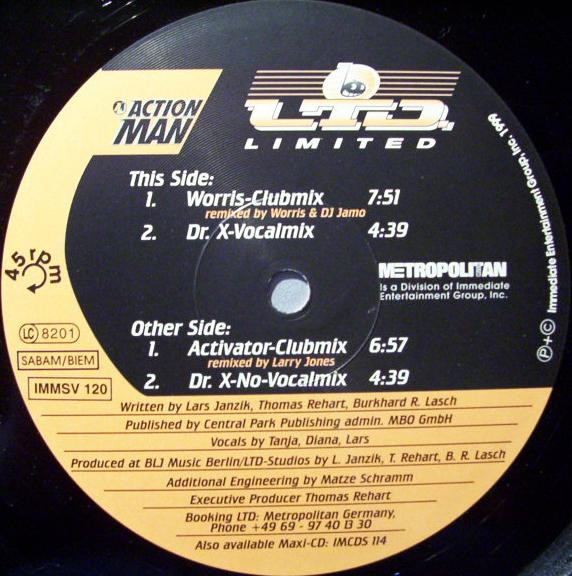 ACTION
MAN
L.T.D.
LIMITED
This Side:
1. Worris-Clubmix 7:51
remixed by Worris & DJ Jamo
2. Dr. X-Vocalmix 4:39
METROPOLITAN
Is a Division of Immediate
Entertainment Group, Inc.
Ⓟ+© Immediate Entertainment Group, Inc. 1999
45 rpm
LC 8201
SABAM/BIEM
IMMSV 120
Other Side:
1. Activator-Clubmix 6:57
remixed by Larry Jones
2. Dr. X-No-Vocalmix 4:39
Written by Lars Janzik, Thomas Rehart, Burkhard R. Lasch
Published by Central Park Publishing admin. MBO GmbH
Vocals by Tanja, Diana, Lars
Produced at BLJ Music Berlin/LTD-Studios by L. Janzik, T. Rehart, B. R. Lasch
Additional Engineering by Matze Schramm
Executive Producer Thomas Rehart
Booking LTD: Metropolitan Germany,
Phone +49 69 - 97 40 13 30
Also available Maxi-CD: IMCDS 114